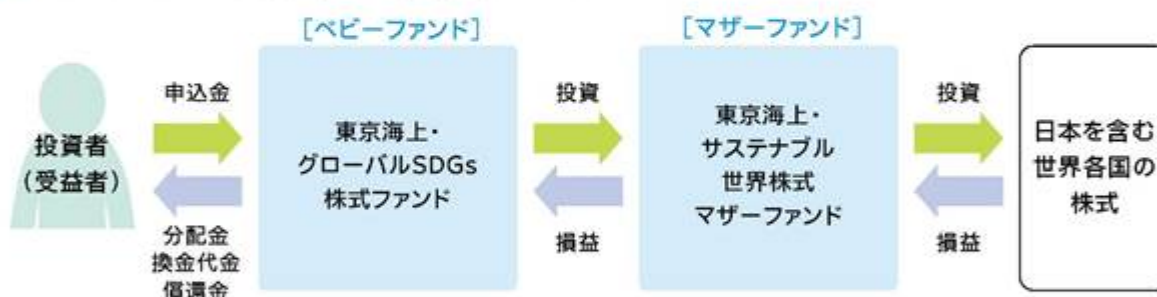 [ベビーファンド]
[マザーファンド]
投資者
(受益者)
申込金
分配金
換金代金
償還金
東京海上・
グローバルSDGs
株式ファンド
投資
損益
東京海上・
サステナブル
世界株式
マザーファンド
投資
損益
日本を含む
世界各国の
株式